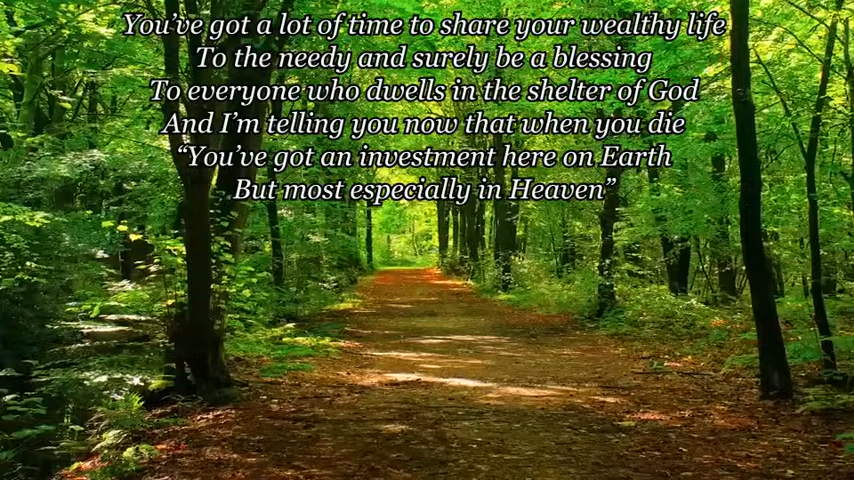 You’ve got a lot of time to share your wealthy life
To the needy and surely be a blessing
To everyone who dwells in the shelter of God
And I’m telling you now that when you die
“You’ve got an investment here on Earth
But most especially in Heaven”